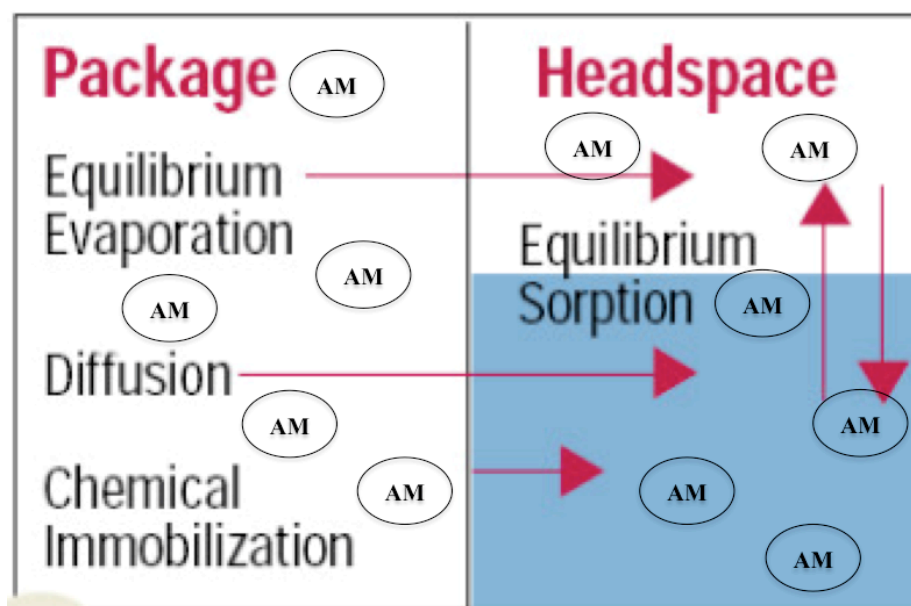 Package AM
Equilibrium
Evaporation
AM
AM
Diffusion
AM
Chemical
AM
Immobilization
Headspace
AM
AM
Equilibrium
Sorption
AM
AM
AM
AM